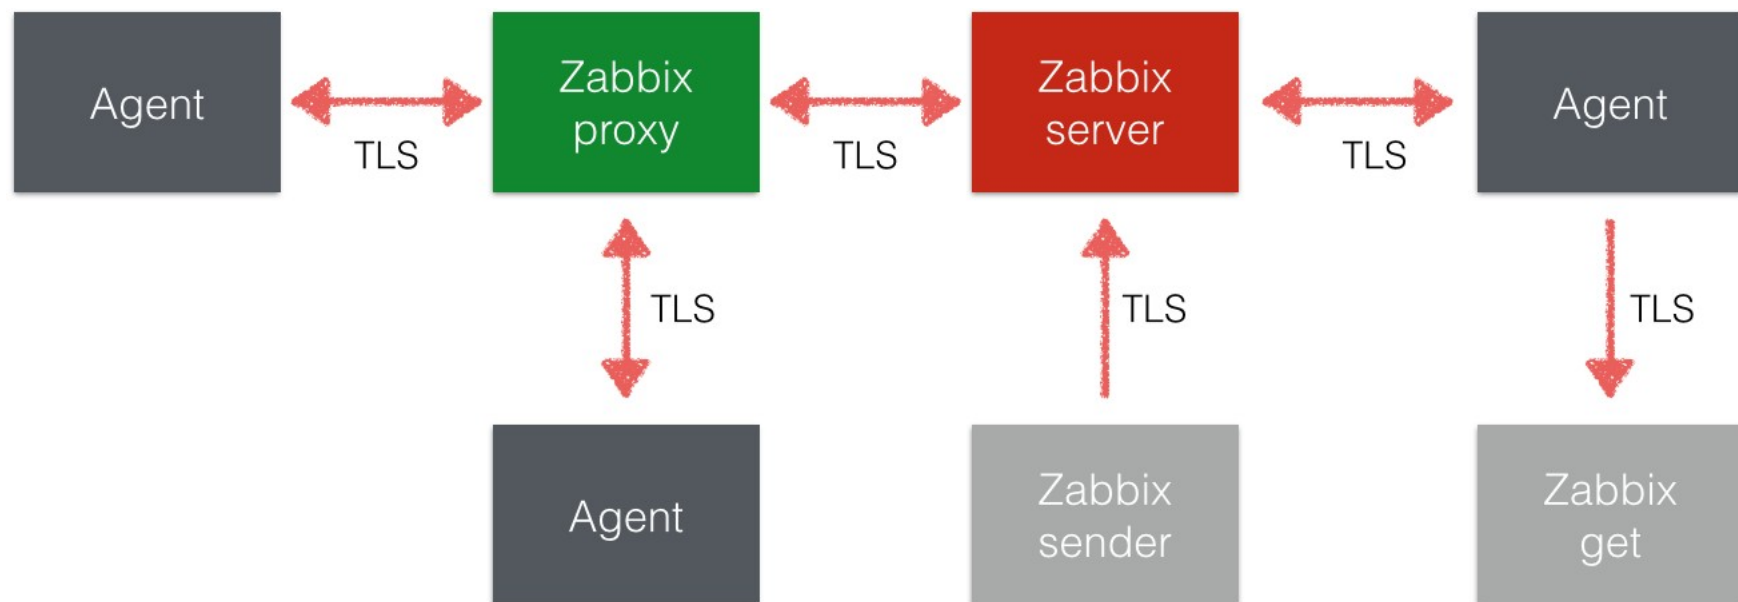 Agent
TLS
Zabbix
proxy
TLS
Zabbix
server
TLS
Agent
TLS
TLS
TLS
Agent
Zabbix
sender
Zabbix
get